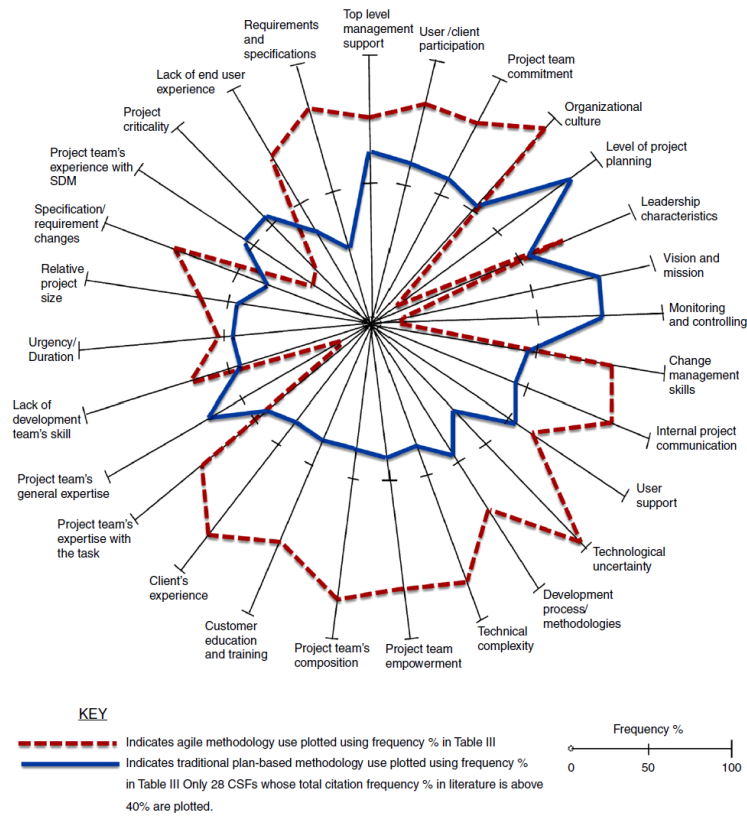 Top level
management
support
User /client
participation
Project team
commitment
Organizational
culture
Level of project
planning
Leadership
characteristics
Vision and
mission
Monitoring
and controlling
Change
management
skills
Internal project
communication
User
support
Technological
uncertainty
Development
process/
methodologies
Technical
complexity
Project team
empowerment
Project team's
composition
Customer
education
and training
Client's
experience
Project team's
expertise with
the task
Project team's
general expertise
Lack of
development
team's skill
Urgency/
Duration
Relative
project
size
Specification/
requirement
changes
Project team's
experience with
SDM
Project
criticality
Lack of end user
experience
Requirements
and
specifications
KEY
Indicates agile methodology use plotted using frequency % in Table III
Indicates traditional plan-based methodology use plotted using frequency %
in Table III Only 28 CSFs whose total citation frequency % in literature is above
40% are plotted.
Frequency %
0 50 100